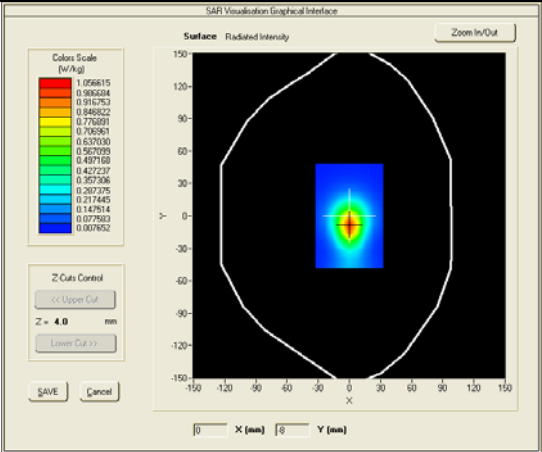 SAR Visualisation Graphical Interface
Surface Radiated Intensity
Zoom In/Out
Colors Scale
(W/kg)
1.056615
0.986684
0.916753
0.846822
0.776891
0.706961
0.637030
0.567099
0.497168
0.427237
0.357306
0.287375
0.217445
0.147514
0.077583
0.007652
150
120
90
60
30
0
-30
-60
-90
-120
-150
Y
-150 -120 -90 -60 -30 0 30 60 90 120 150
X
Z-Cuts Control
<< Upper Cut
Z = 4.0 mm
Lower Cut >>
SAVE Cancel
0 X (mm) -8 Y (mm)